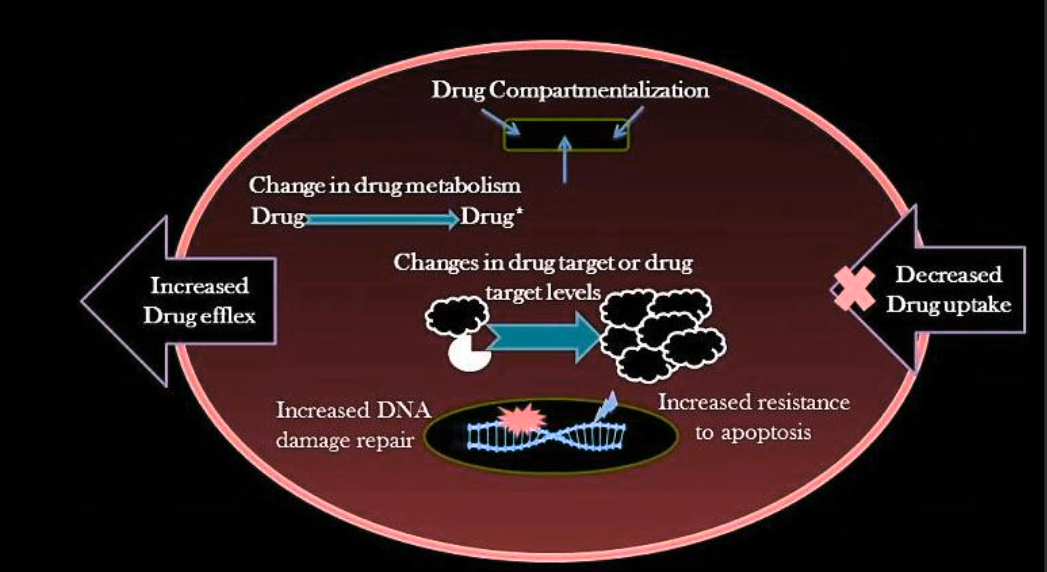 Drug Compartmentalization
Change in drug metabolism
Drug Drug*
Changes in drug target or drug
target levels
Increased
Drug efflex
Decreased
Drug uptake
Increased DNA
damage repair
Increased resistance
to apoptosis